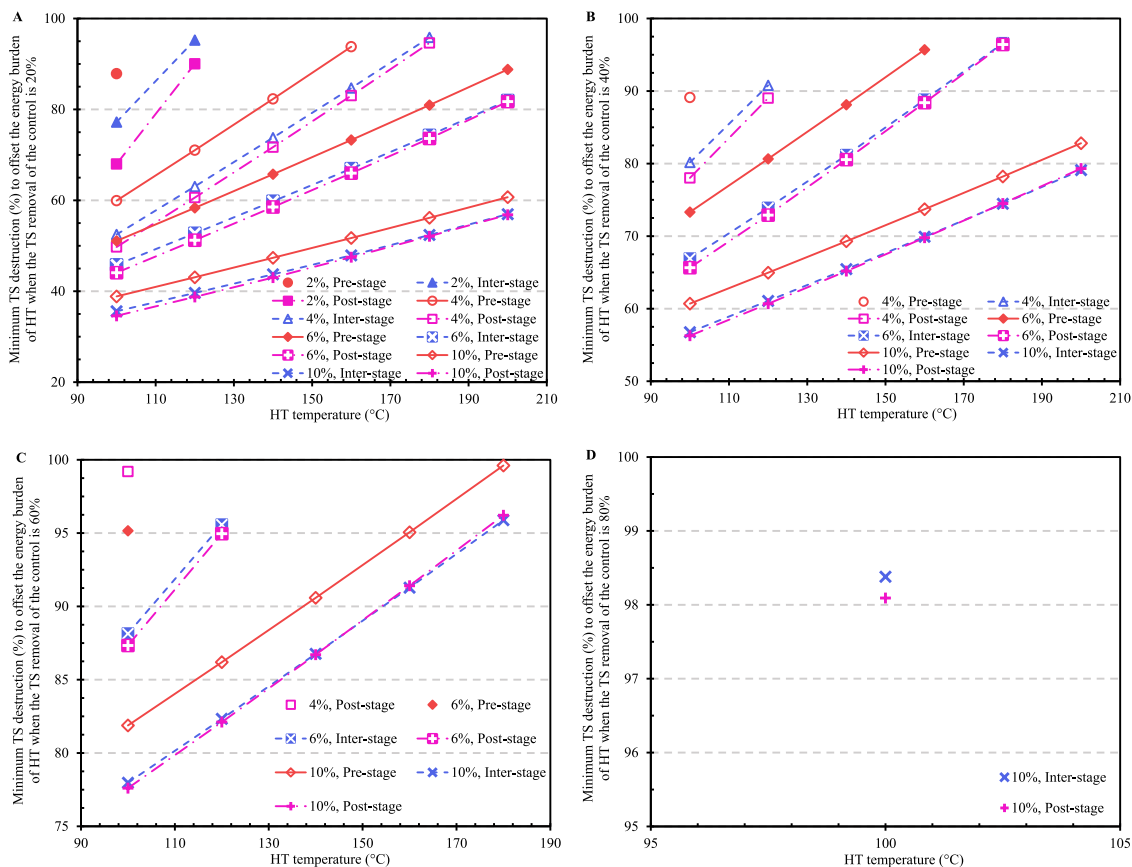 A
Minimum TS destruction (%) to offset the energy burden
of HT when the TS removal of the control is 20%
100
80
60
40
20
2%, Pre-stage
2%, Inter-stage
2%, Post-stage
4%, Pre-stage
4%, Inter-stage
4%, Post-stage
6%, Pre-stage
6%, Inter-stage
6%, Post-stage
10%, Pre-stage
10%, Inter-stage
10%, Post-stage
90 110 130 150 170 190 210
HT temperature (°C)
B
Minimum TS destruction (%) to offset the energy burden
of HT when the TS removal of the control is 40%
100
90
80
70
60
50
4%, Pre-stage
4%, Inter-stage
4%, Post-stage
6%, Pre-stage
6%, Inter-stage
6%, Post-stage
10%, Pre-stage
10%, Inter-stage
10%, Post-stage
90 110 130 150 170 190 210
HT temperature (°C)
C
Minimum TS destruction (%) to offset the energy burden
of HT when the TS removal of the control is 60%
100
95
90
85
80
75
4%, Post-stage
6%, Pre-stage
6%, Inter-stage
6%, Post-stage
10%, Pre-stage
10%, Inter-stage
10%, Post-stage
90 110 130 150 170 190
HT temperature (°C)
D
Minimum TS destruction (%) to offset the energy burden
of HT when the TS removal of the control is 80%
100
99
98
97
96
95
10%, Inter-stage
10%, Post-stage
95 100 105
HT temperature (°C)